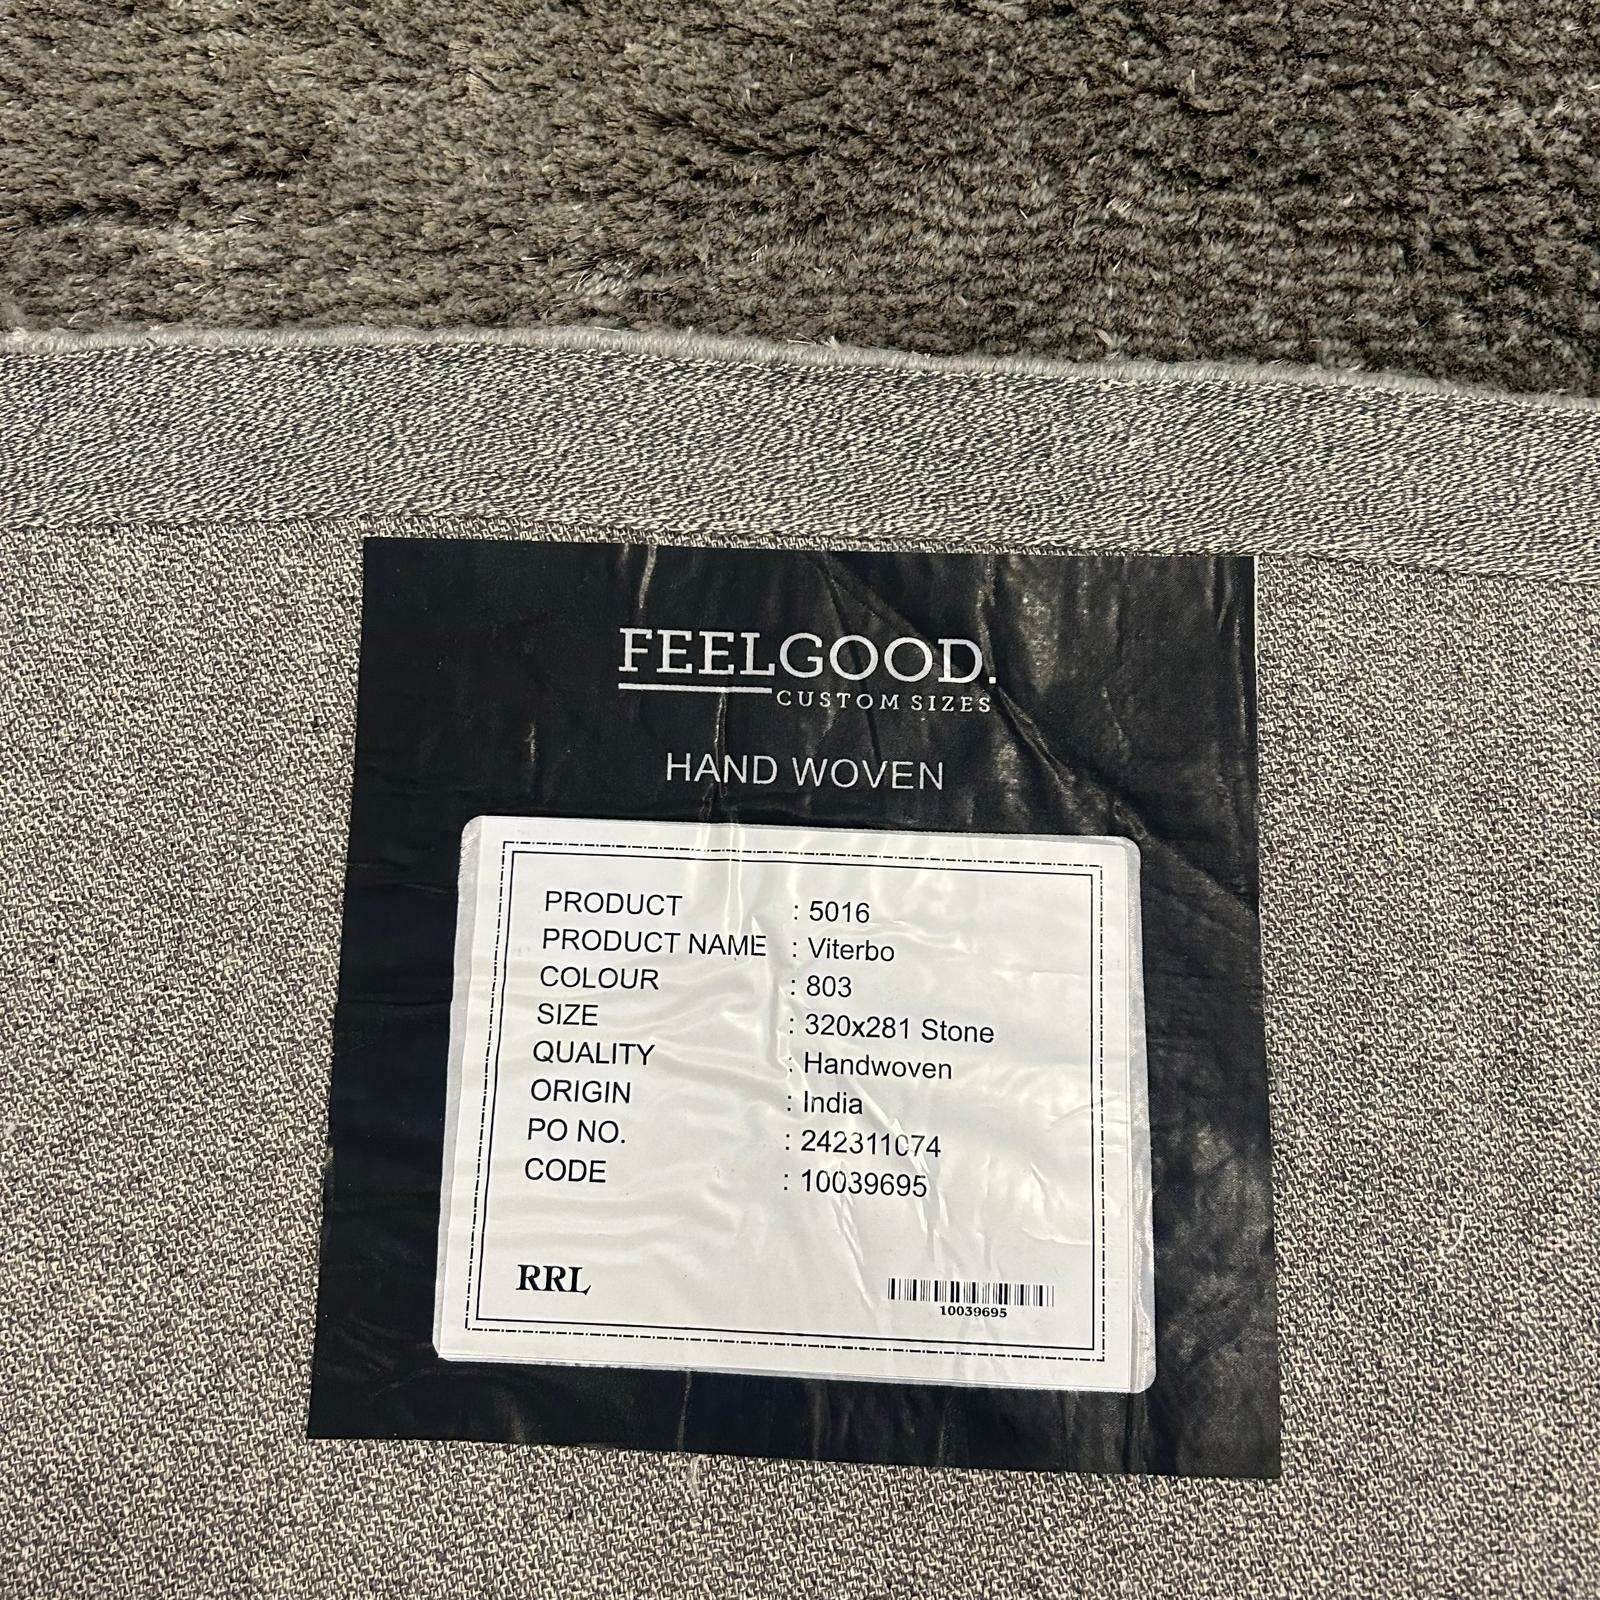 FEELGOOD.
CUSTOM SIZES
HAND WOVEN
PRODUCT : 5016
PRODUCT NAME : Viterbo
COLOUR : 803
SIZE : 320x281 Stone
QUALITY : Handwoven
ORIGIN : India
PO NO. : 242311074
CODE : 10039695
RRL
10039695